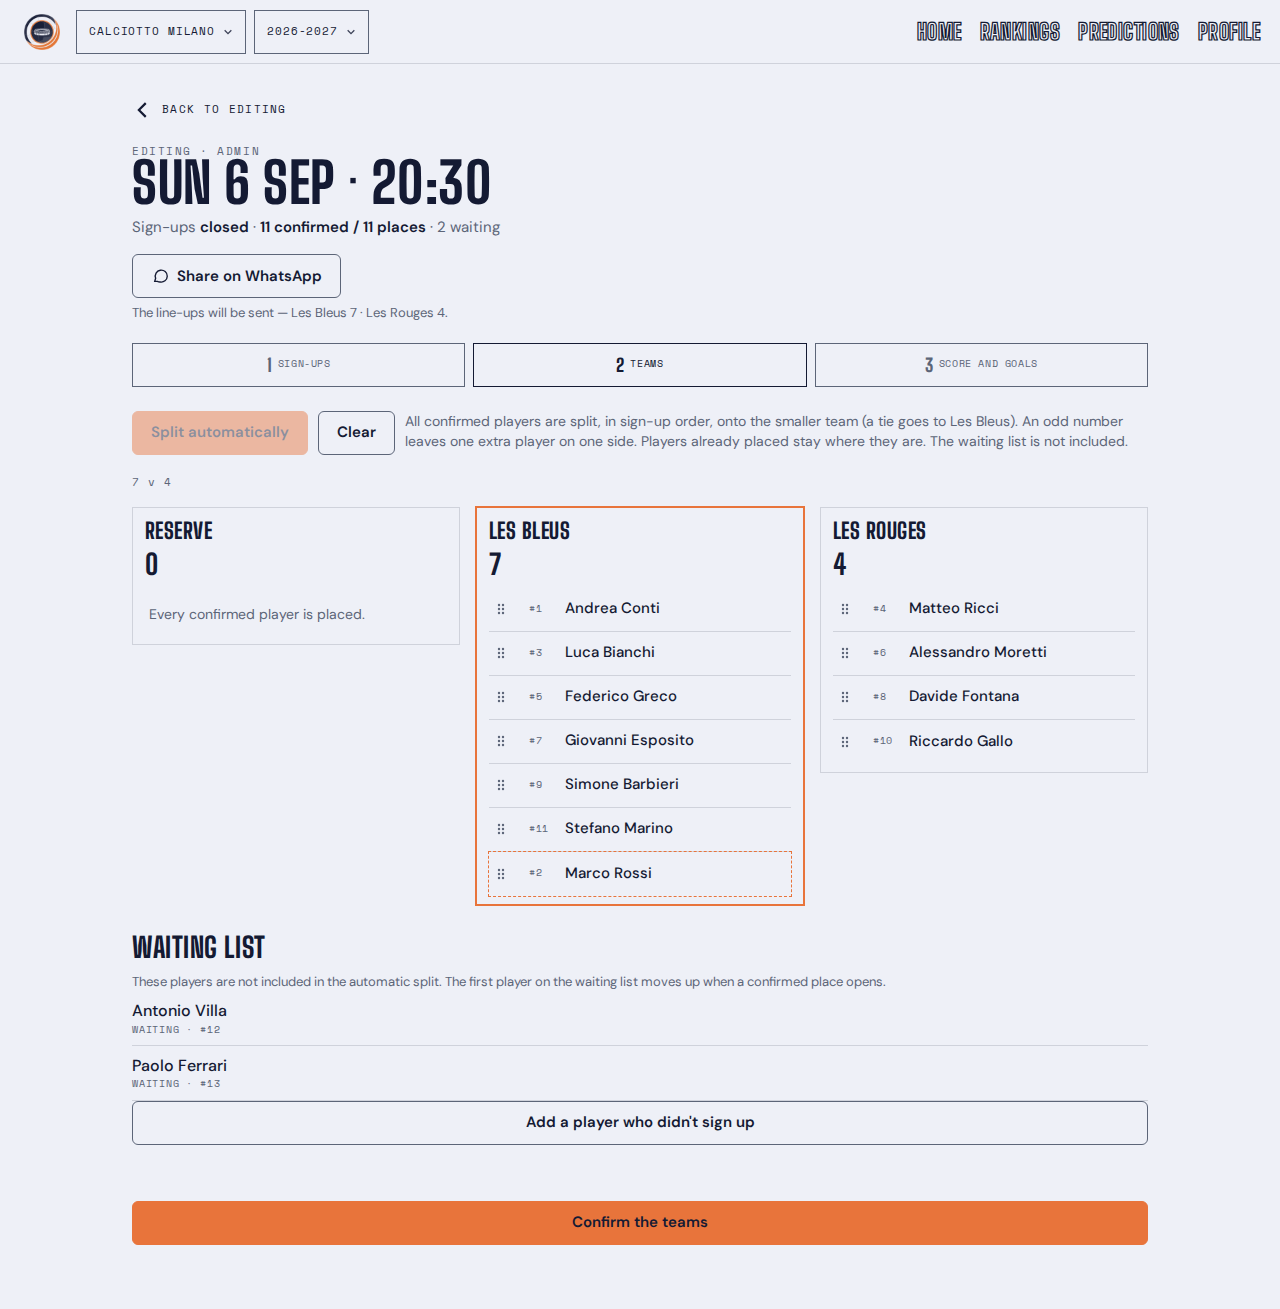 CALCIOTTO MILANO
2026-2027
HOME RANKINGS PREDICTIONS PROFILE
BACK TO EDITING
EDITING · ADMIN
SUN 6 SEP · 20:30
Sign-ups closed · 11 confirmed / 11 places · 2 waiting
Share on WhatsApp
The line-ups will be sent — Les Bleus 7 · Les Rouges 4.
1 SIGN-UPS
2 TEAMS
3 SCORE AND GOALS
Split automatically
Clear
All confirmed players are split, in sign-up order, onto the smaller team (a tie goes to Les Bleus). An odd number
leaves one extra player on one side. Players already placed stay where they are. The waiting list is not included.
7 v 4
RESERVE
0
Every confirmed player is placed.
LES BLEUS
7
#1 Andrea Conti
#3 Luca Bianchi
#5 Federico Greco
#7 Giovanni Esposito
#9 Simone Barbieri
#11 Stefano Marino
#2 Marco Rossi
LES ROUGES
4
#4 Matteo Ricci
#6 Alessandro Moretti
#8 Davide Fontana
#10 Riccardo Gallo
WAITING LIST
These players are not included in the automatic split. The first player on the waiting list moves up when a confirmed place opens.
Antonio Villa
WAITING · #12
Paolo Ferrari
WAITING · #13
Add a player who didn't sign up
Confirm the teams